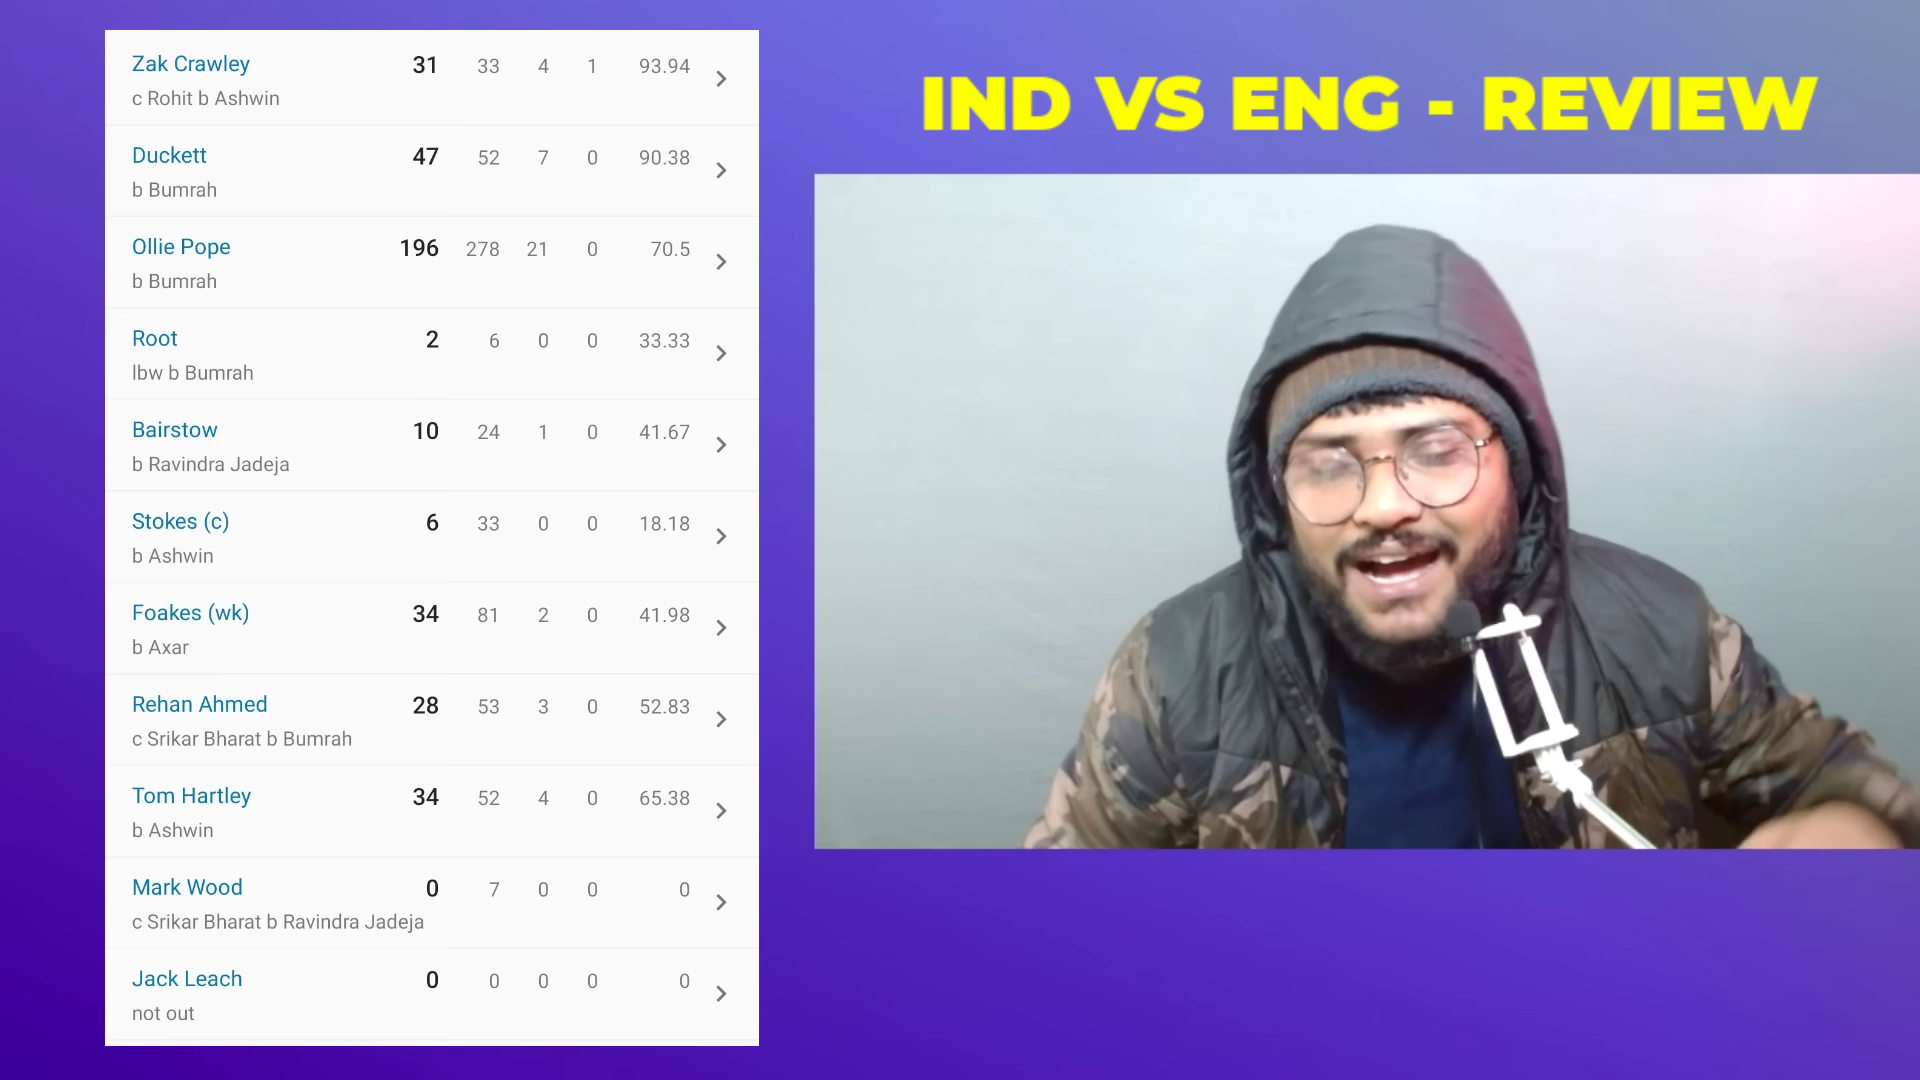 Zak Crawley 31 33 4 1 93.94
c Rohit b Ashwin
Duckett 47 52 7 0 90.38
b Bumrah
Ollie Pope 196 278 21 0 70.5
b Bumrah
Root 2 6 0 0 33.33
lbw b Bumrah
Bairstow 10 24 1 0 41.67
b Ravindra Jadeja
Stokes (c) 6 33 0 0 18.18
b Ashwin
Foakes (wk) 34 81 2 0 41.98
b Axar
Rehan Ahmed 28 53 3 0 52.83
c Srikar Bharat b Bumrah
Tom Hartley 34 52 4 0 65.38
b Ashwin
Mark Wood 0 7 0 0 0
c Srikar Bharat b Ravindra Jadeja
Jack Leach 0 0 0 0 0
not out
IND VS ENG - REVIEW